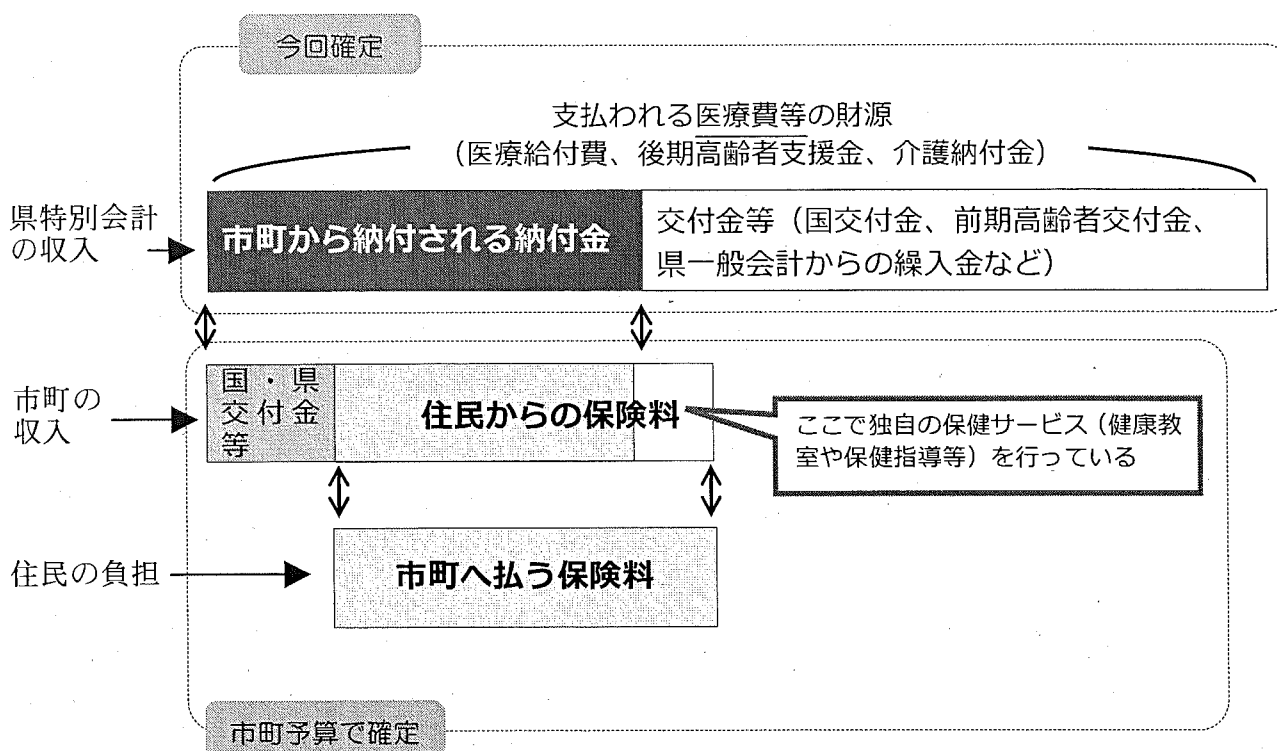 今回確定
支払われる医療費等の財源
（医療給付費、後期高齢者支援金、介護納付金）
県特別会計
の収入
市町から納付される納付金
交付金等（国交付金、前期高齢者交付金、
県一般会計からの繰入金など）
市町の
収入
国・県
交付金
等
住民からの保険料
ここで独自の保健サービス（健康教
室や保健指導等）を行っている
住民の負担
市町へ払う保険料
市町予算で確定